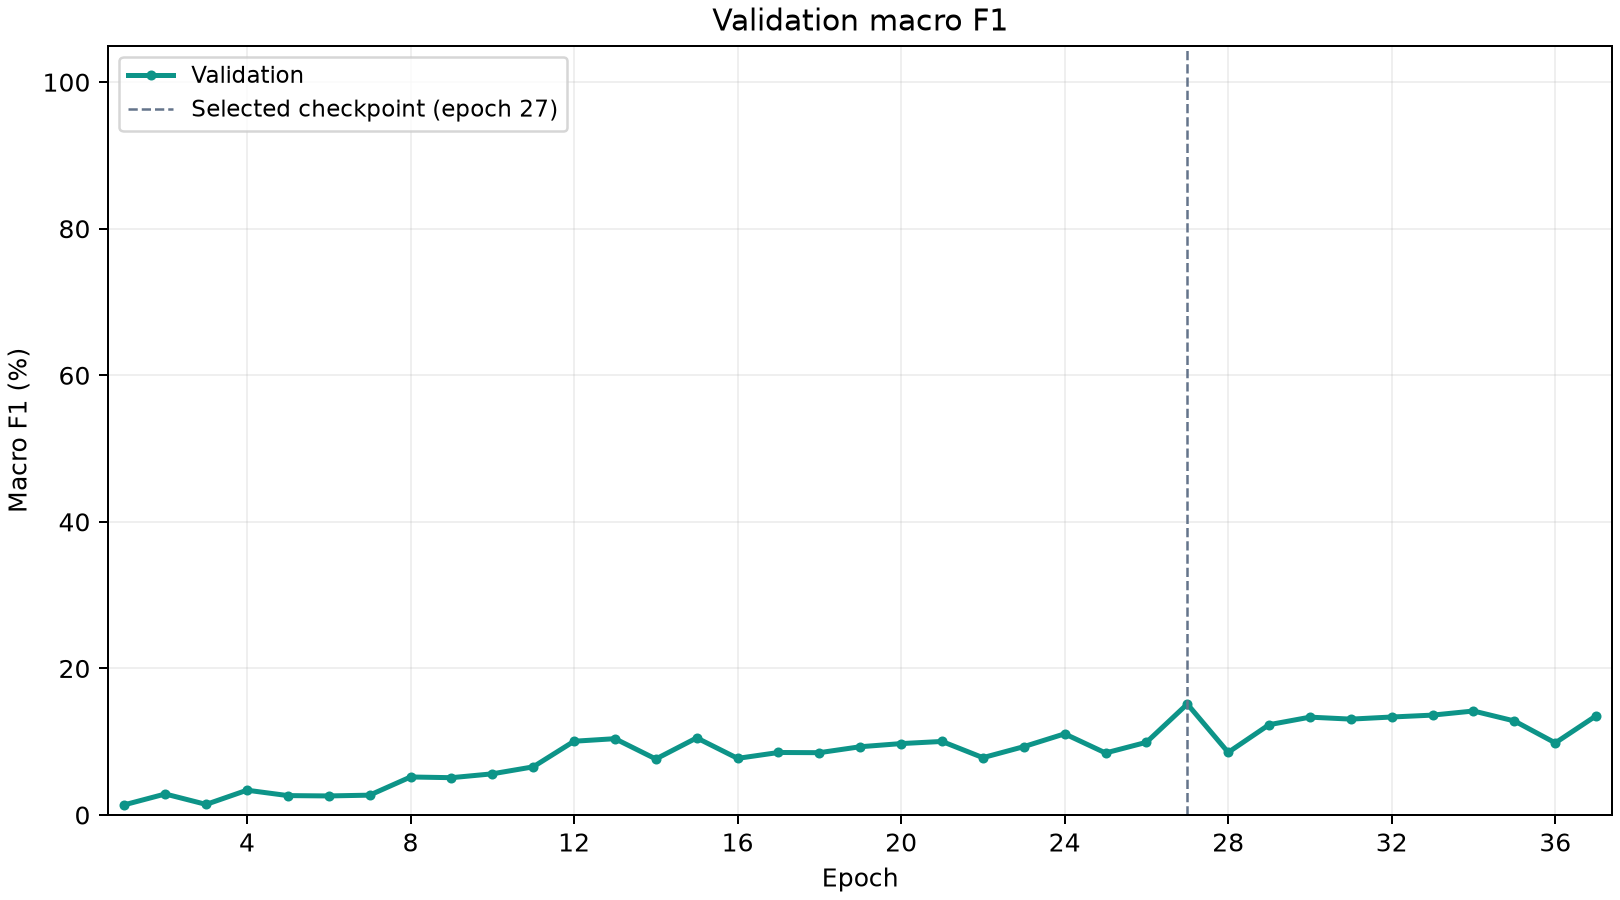 Validation macro F1
Validation
Selected checkpoint (epoch 27)
Macro F1 (%)
100
80
60
40
20
0
4 8 12 16 20 24 28 32 36
Epoch